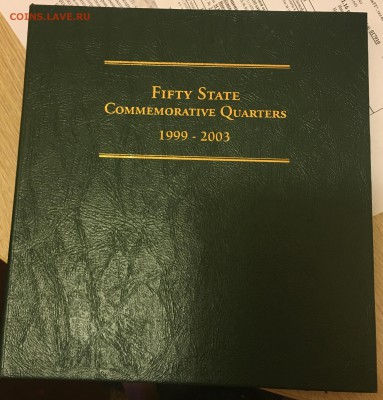 COINS.LAVE.RU
FIFTY STATE
COMMEMORATIVE QUARTERS
1999 - 2003